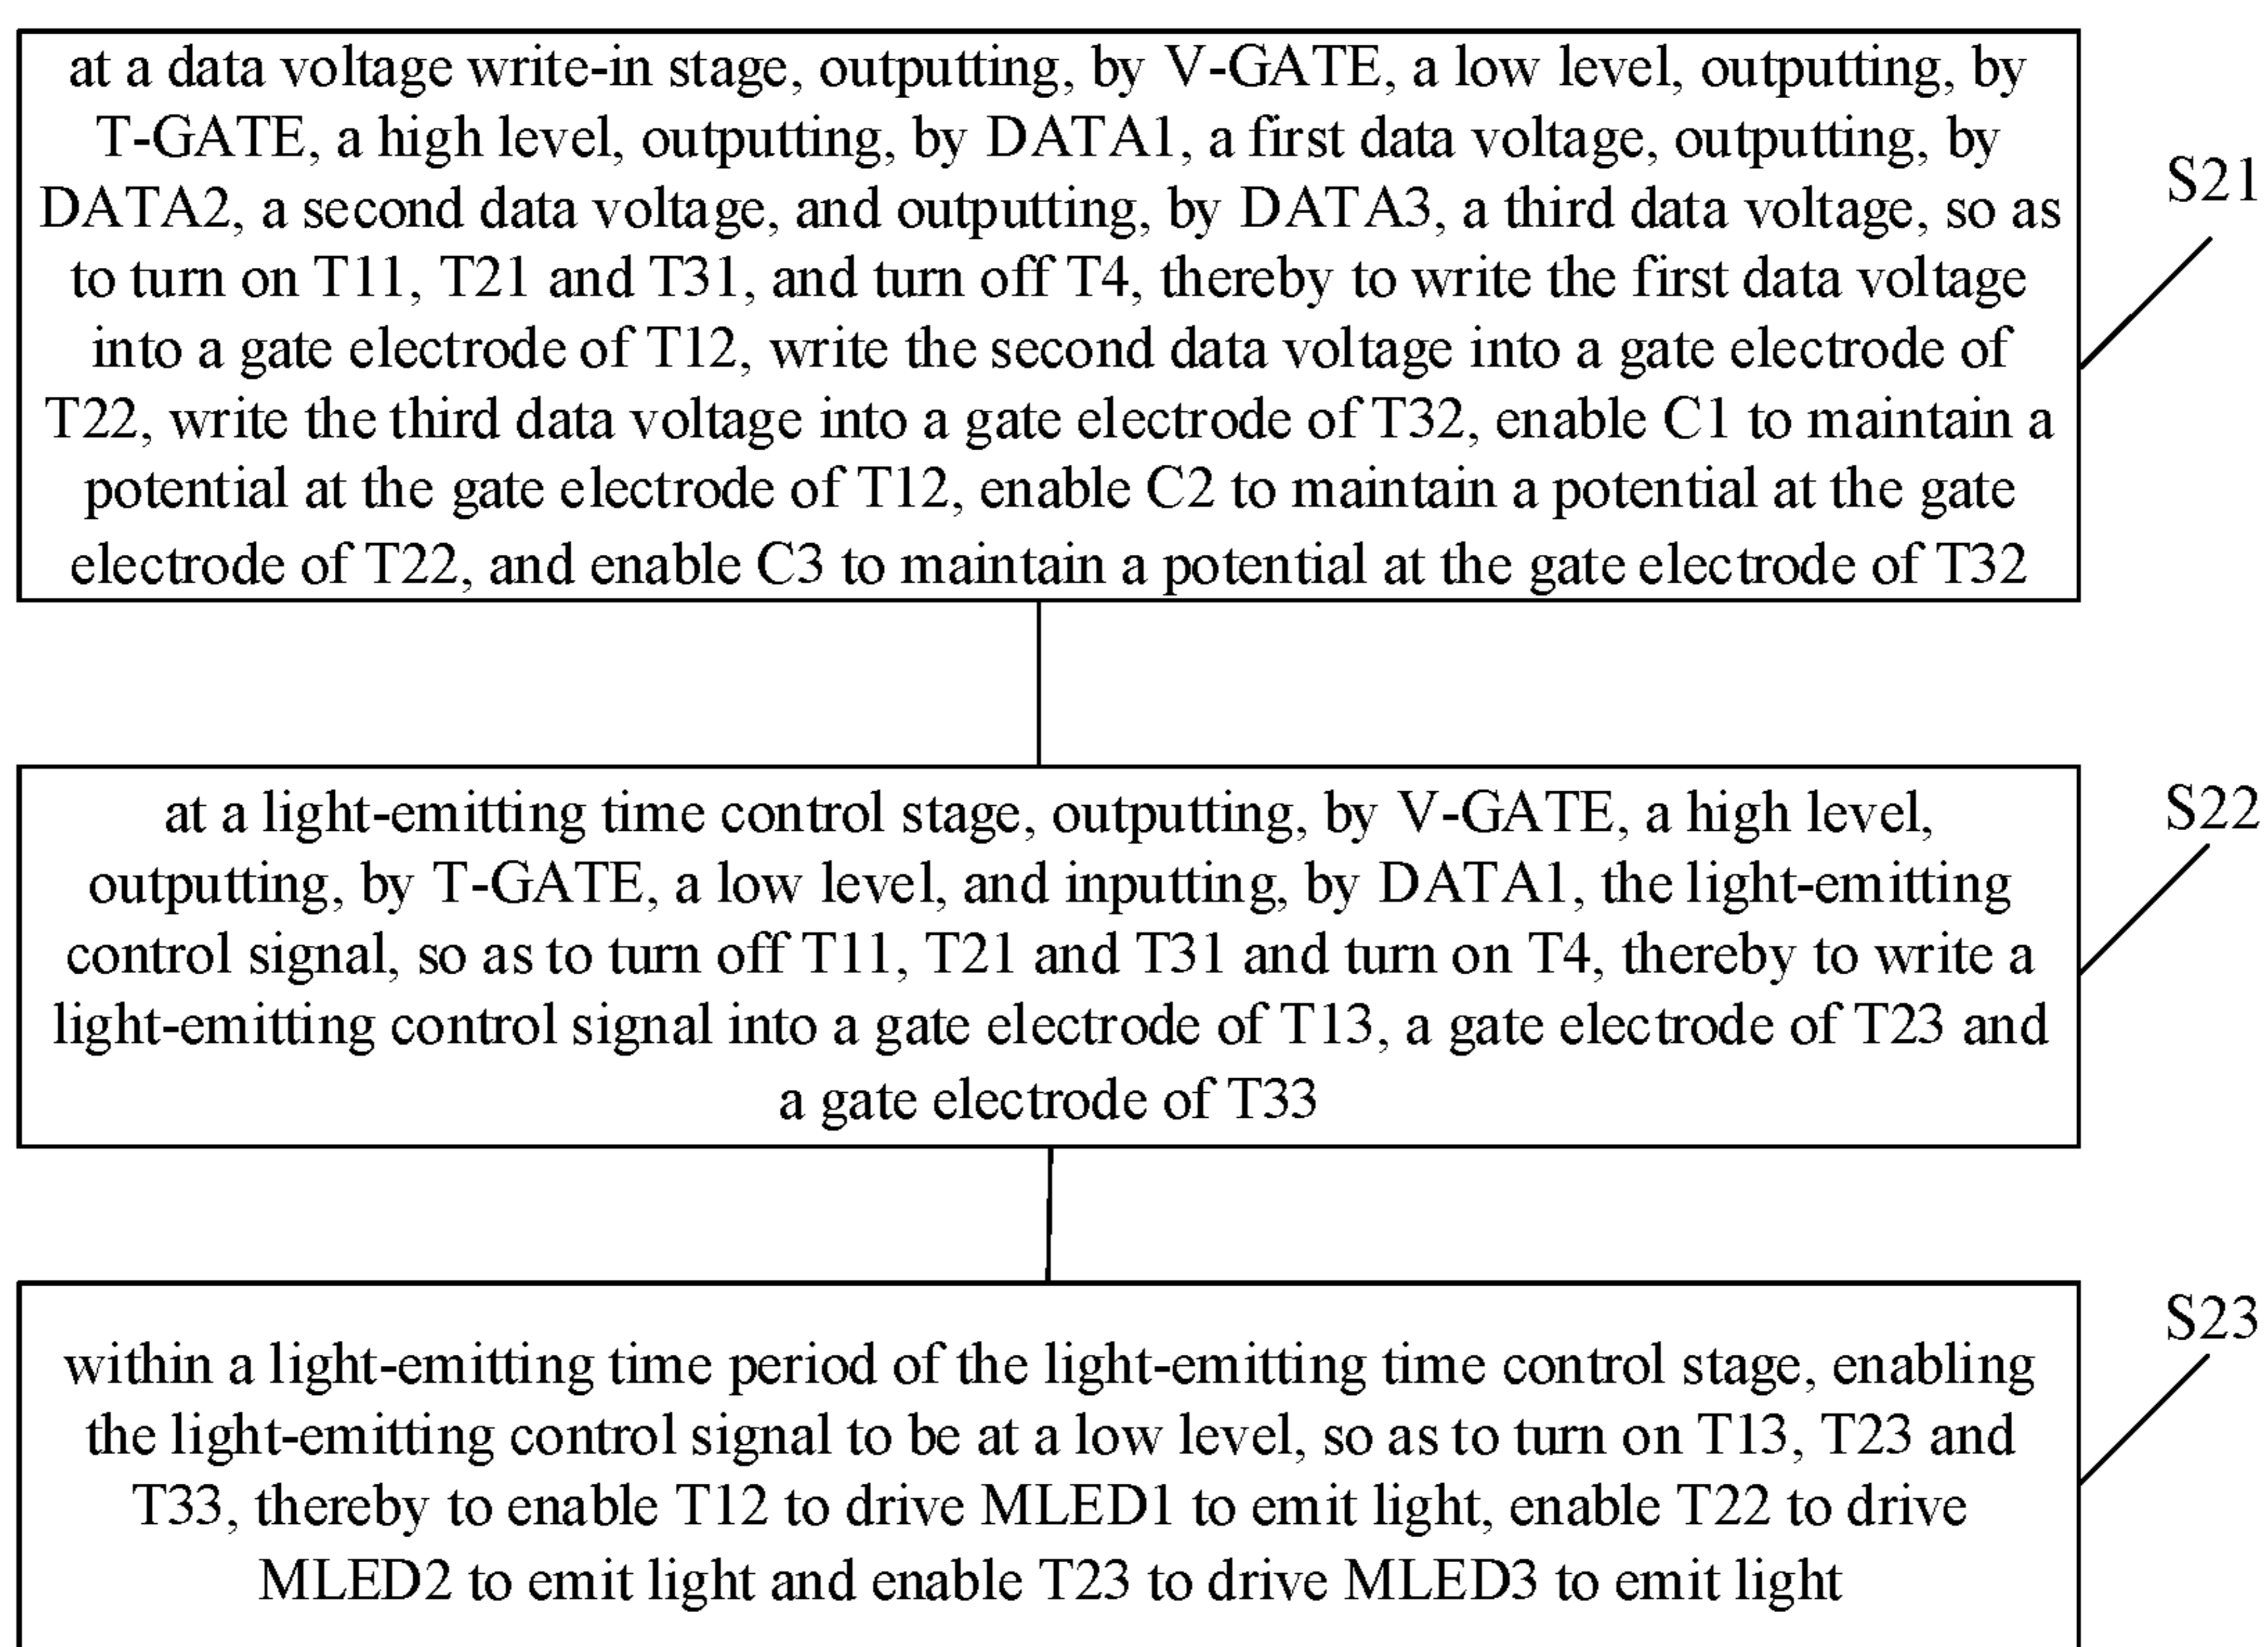 at a data voltage write-in stage, outputting, by V-GATE, a low level, outputting, by
T-GATE, a high level, outputting, by DATA1, a first data voltage, outputting, by
DATA2, a second data voltage, and outputting, by DATA3, a third data voltage, so as
to turn on T11, T21 and T31, and turn off T4, thereby to write the first data voltage
into a gate electrode of T12, write the second data voltage into a gate electrode of
T22, write the third data voltage into a gate electrode of T32, enable C1 to maintain a
potential at the gate electrode of T12, enable C2 to maintain a potential at the gate
electrode of T22, and enable C3 to maintain a potential at the gate electrode of T32
S21
at a light-emitting time control stage, outputting, by V-GATE, a high level,
outputting, by T-GATE, a low level, and inputting, by DATA1, the light-emitting
control signal, so as to turn off T11, T21 and T31 and turn on T4, thereby to write a
light-emitting control signal into a gate electrode of T13, a gate electrode of T23 and
a gate electrode of T33
S22
within a light-emitting time period of the light-emitting time control stage, enabling
the light-emitting control signal to be at a low level, so as to turn on T13, T23 and
T33, thereby to enable T12 to drive MLED1 to emit light, enable T22 to drive
MLED2 to emit light and enable T23 to drive MLED3 to emit light
S23